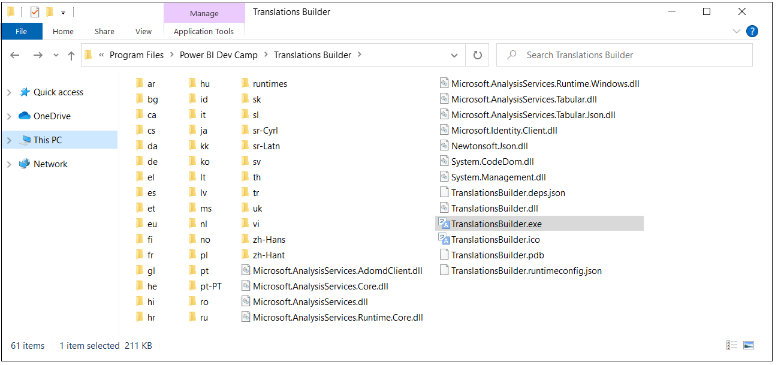 Manage
Translations Builder
File
Home
Share
View
Application Tools
« Program Files > Power BI Dev Camp > Translations Builder >
Search Translations Builder
Quick access
OneDrive
This PC
Network
ar
bg
ca
cs
da
de
el
es
et
eu
fi
fr
gl
he
hi
hr
hu
id
it
ja
kk
ko
lt
lv
ms
nl
no
pl
pt
pt-PT
ro
ru
runtimes
sk
sl
sr-Cyrl
sr-Latn
sv
th
tr
uk
vi
zh-Hans
zh-Hant
Microsoft.AnalysisServices.AdomdClient.dll
Microsoft.AnalysisServices.Core.dll
Microsoft.AnalysisServices.dll
Microsoft.AnalysisServices.Runtime.Core.dll
Microsoft.AnalysisServices.Runtime.Windows.dll
Microsoft.AnalysisServices.Tabular.dll
Microsoft.AnalysisServices.Tabular.Json.dll
Microsoft.Identity.Client.dll
Newtonsoft.Json.dll
System.CodeDom.dll
System.Management.dll
TranslationsBuilder.deps.json
TranslationsBuilder.dll
TranslationsBuilder.exe
TranslationsBuilder.ico
TranslationsBuilder.pdb
TranslationsBuilder.runtimeconfig.json
61 items
1 item selected 211 KB